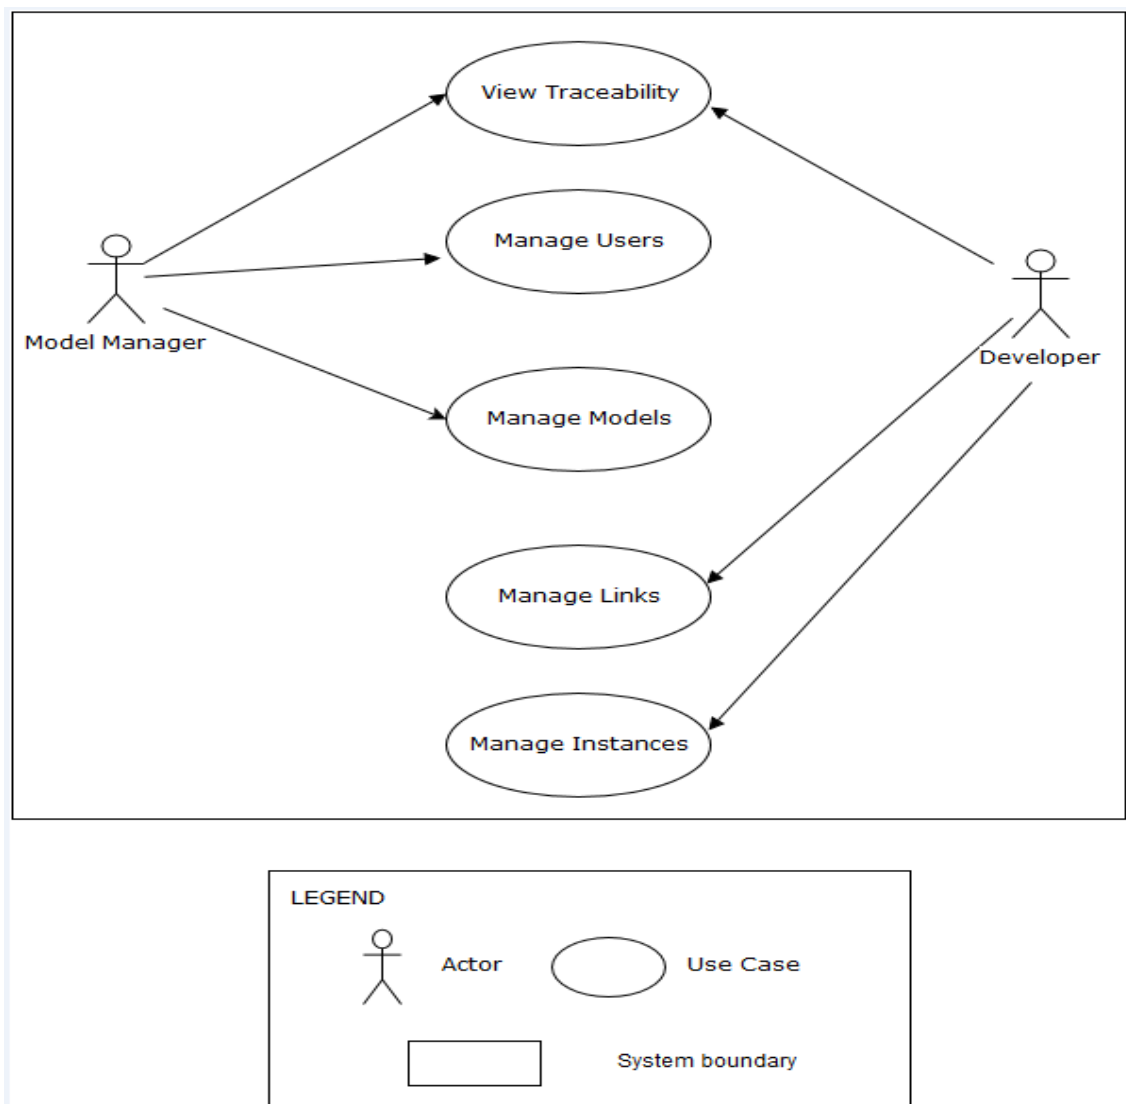 View Traceability
Manage Users
Model Manager
Developer
Manage Models
Manage Links
Manage Instances
LEGEND
Actor
Use Case
System boundary